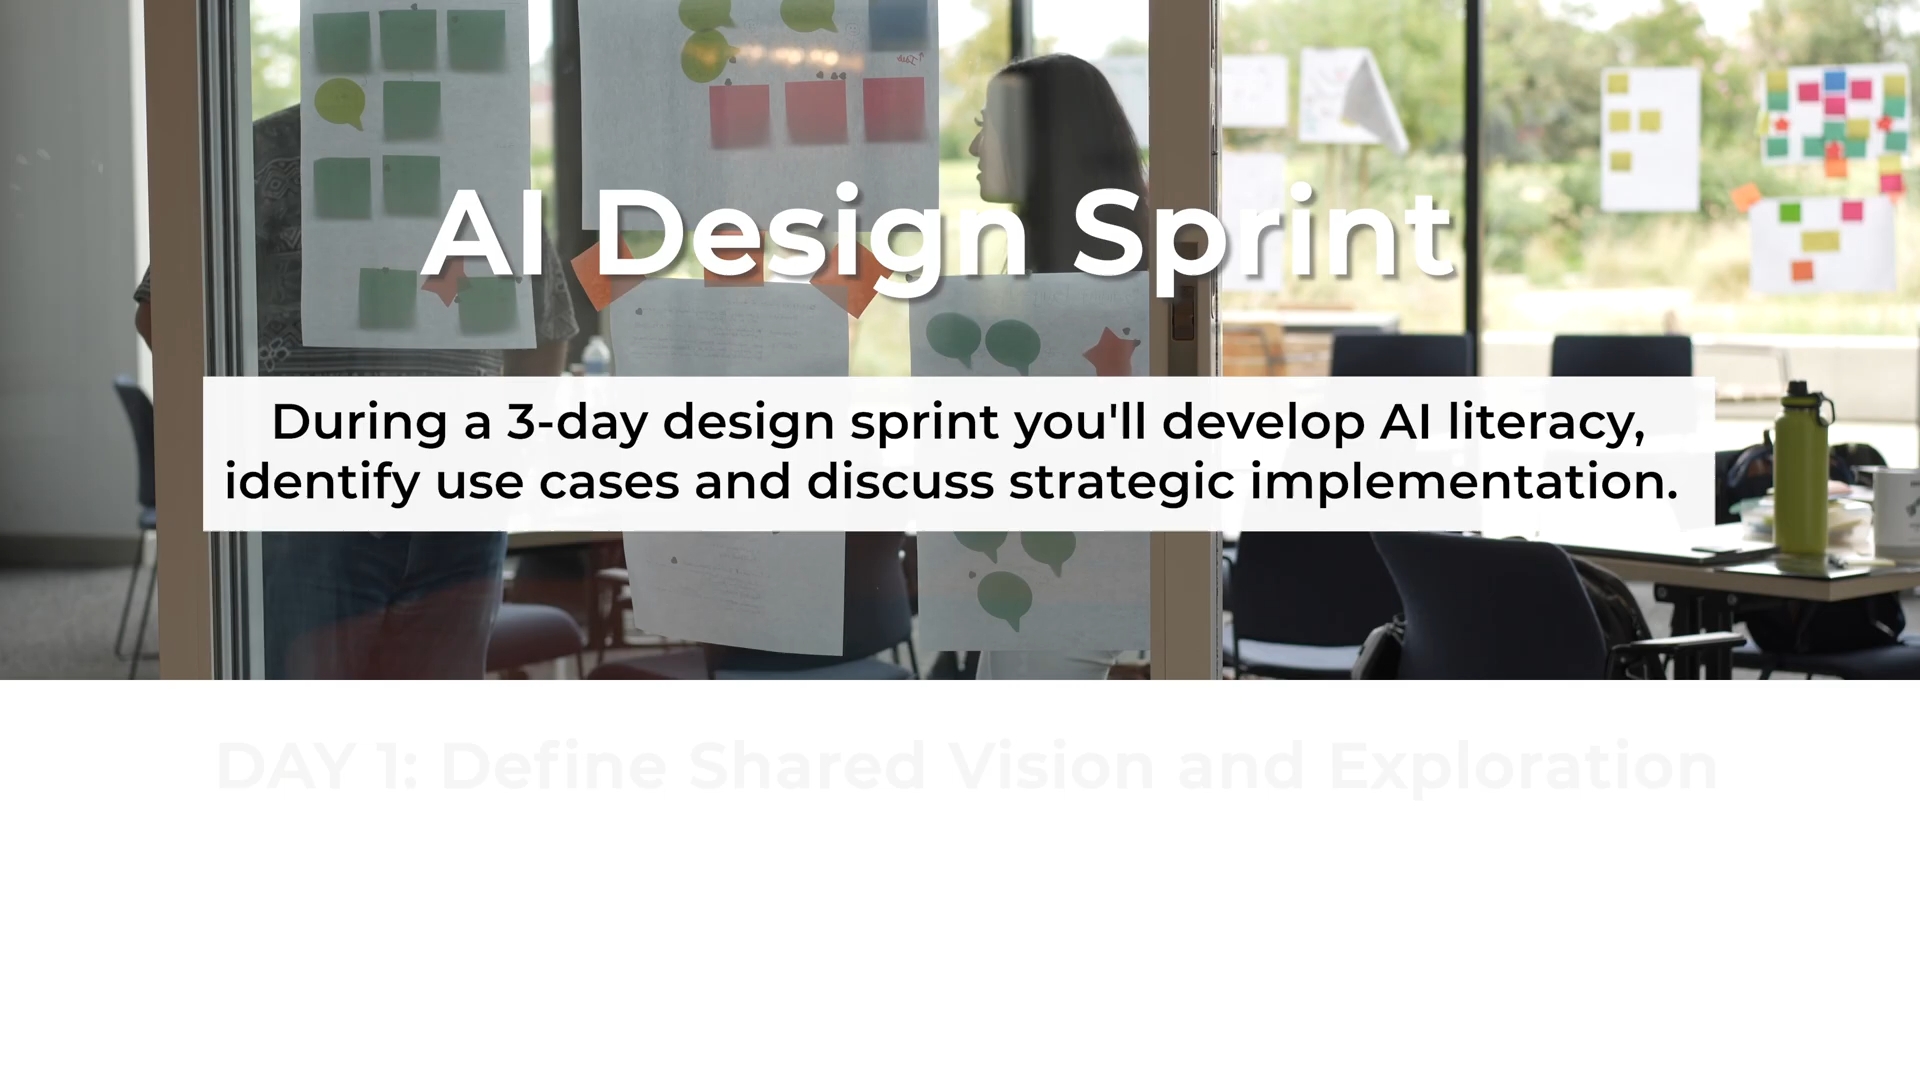 AI Design Sprint
During a 3-day design sprint you'll develop AI literacy,
identify use cases and discuss strategic implementation.
DAY 1: Define Shared Vision and Exploration